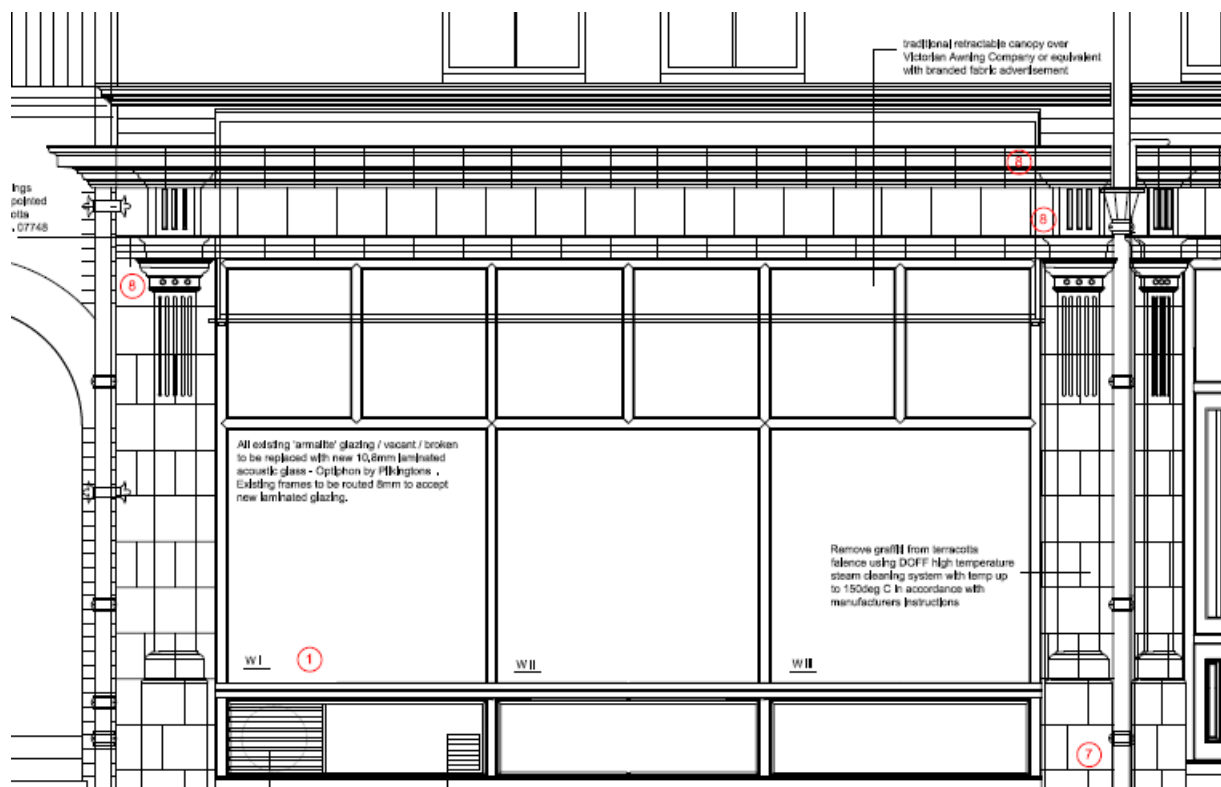 traditional retractable canopy over
Victorian Awning Company or equivalent
with branded fabric advertisement
8
ings
pointed
otta
. 07748
8
8
All existing 'armalite' glazing / vacant / broken
to be replaced with new 10.8mm laminated
acoustic glass - Optiphon by Pilkingtons .
Existing frames to be routed 8mm to accept
new laminated glazing.
Remove graffiti from terracotta
faience using DOFF high temperature
steam cleaning system with temp up
to 150deg C in accordance with
manufacturers instructions
W I
1
W II
W III
7